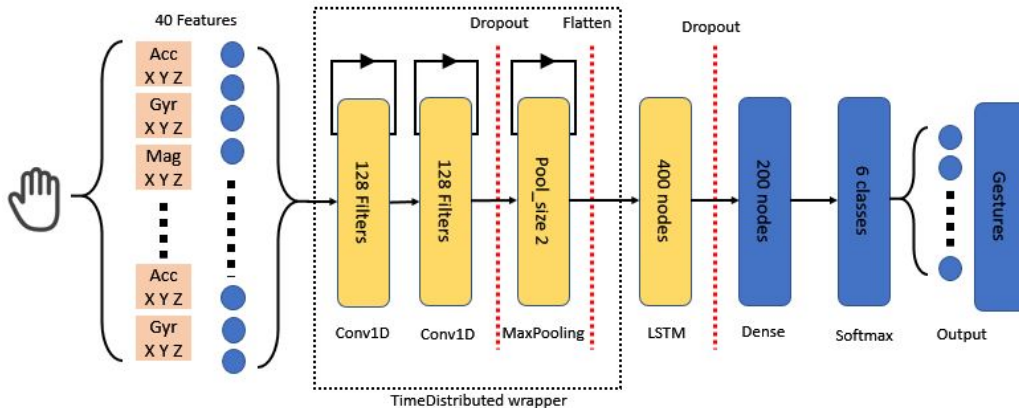 40 Features
Acc
X Y Z
Gyr
X Y Z
Mag
X Y Z
Acc
X Y Z
Gyr
X Y Z
Dropout
Flatten
Dropout
128 Filters
128 Filters
Pool_size 2
400 nodes
200 nodes
6 classes
Gestures
Conv1D
Conv1D
MaxPooling
LSTM
Dense
Softmax
Output
TimeDistributed wrapper